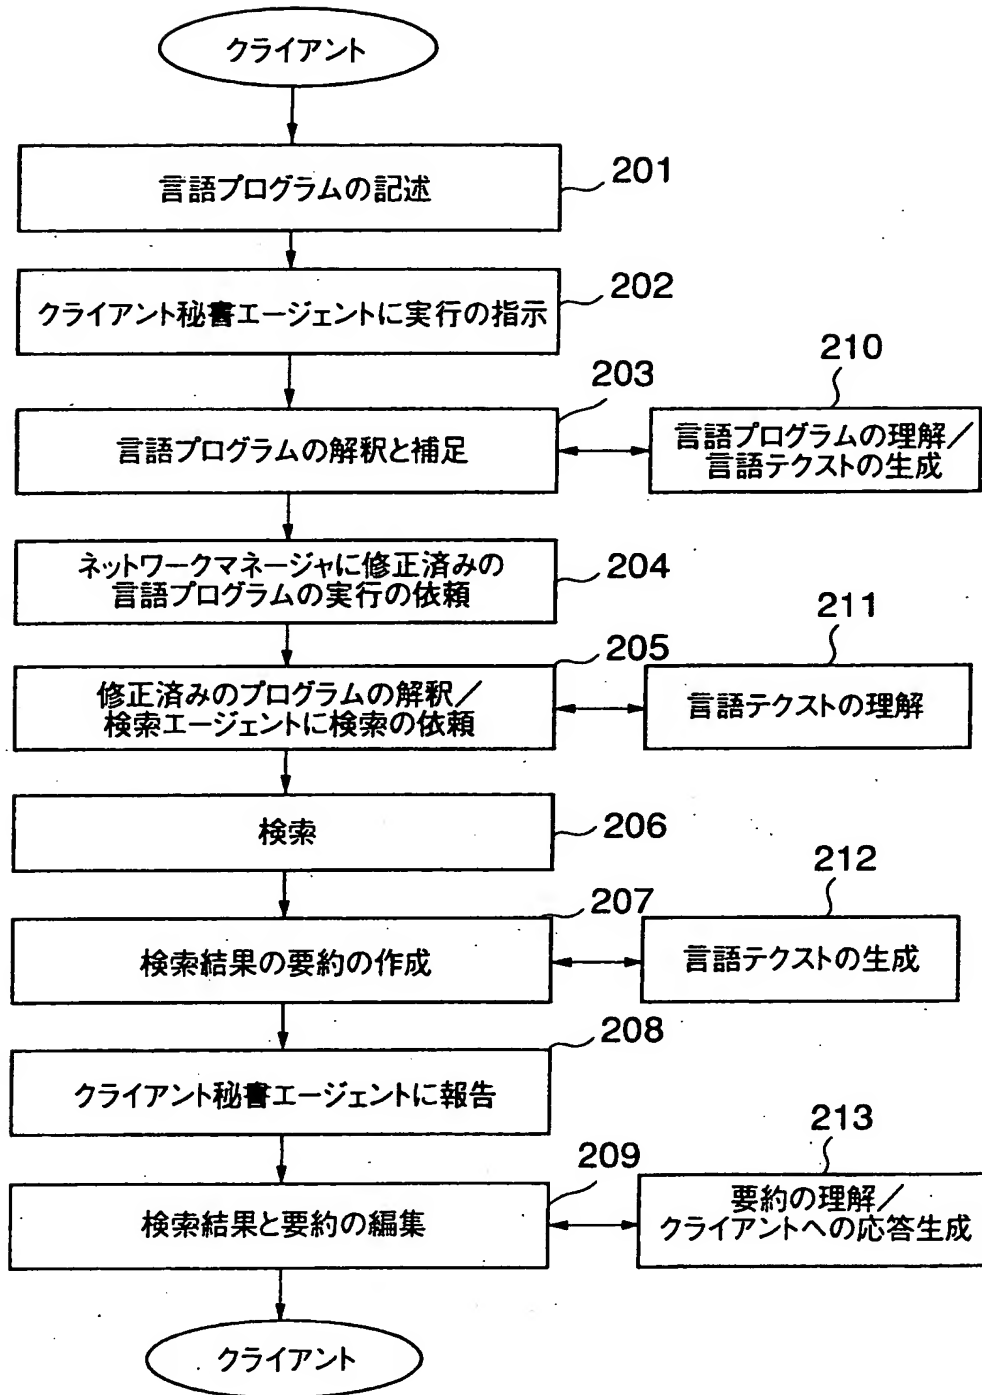 クライアント
言語プログラムの記述
201
クライアント秘書エージェントに実行の指示
202
言語プログラムの解釈と補足
203
言語プログラムの理解／
言語テクストの生成
210
ネットワークマネージャに修正済みの
言語プログラムの実行の依頼
204
修正済みのプログラムの解釈／
検索エージェントに検索の依頼
205
言語テクストの理解
211
検索
206
検索結果の要約の作成
207
言語テクストの生成
212
クライアント秘書エージェントに報告
208
検索結果と要約の編集
209
要約の理解／
クライアントへの応答生成
213
クライアント